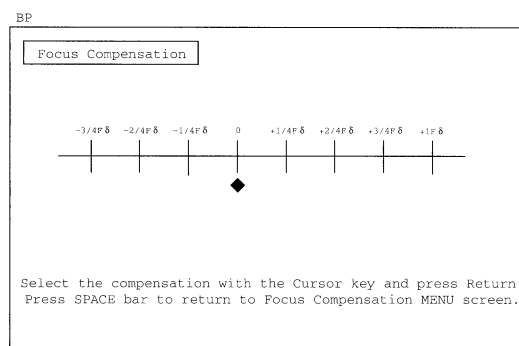 BP
Focus Compensation
-3/4Fδ -2/4Fδ -1/4Fδ 0 +1/4Fδ +2/4Fδ +3/4Fδ +1Fδ
Select the compensation with the Cursor key and press Return
Press SPACE bar to return to Focus Compensation MENU screen.